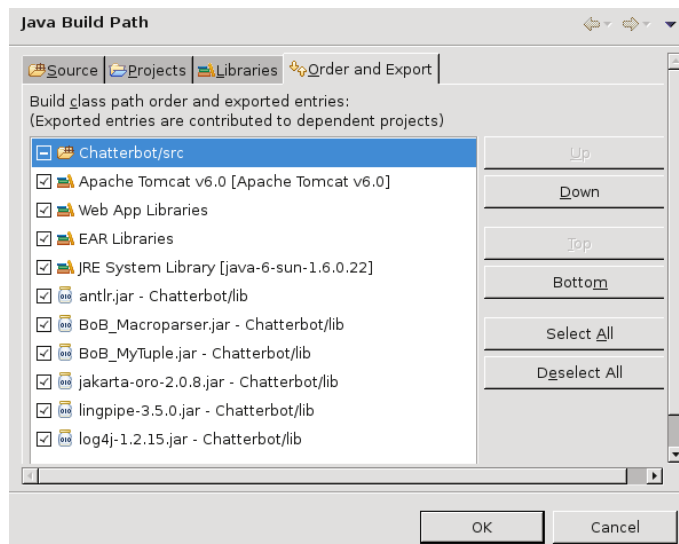 Java Build Path
Source Projects Libraries Order and Export
Build class path order and exported entries:
(Exported entries are contributed to dependent projects)
Chatterbot/src
Apache Tomcat v6.0 [Apache Tomcat v6.0]
Web App Libraries
EAR Libraries
JRE System Library [java-6-sun-1.6.0.22]
antlr.jar - Chatterbot/lib
BoB_Macroparser.jar - Chatterbot/lib
BoB_MyTuple.jar - Chatterbot/lib
jakarta-oro-2.0.8.jar - Chatterbot/lib
lingpipe-3.5.0.jar - Chatterbot/lib
log4j-1.2.15.jar - Chatterbot/lib
Up
Down
Top
Bottom
Select All
Deselect All
OK Cancel